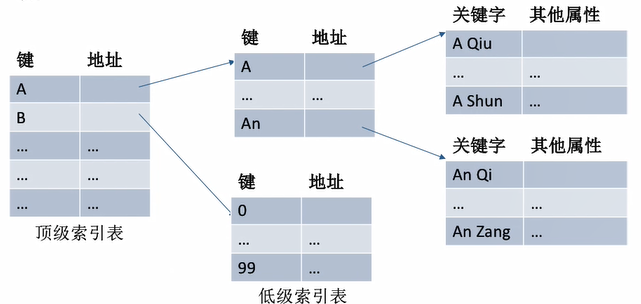 键 地址
A
B
… …
… …
… …
顶级索引表
键 地址
A
… …
An
键 地址
0
… …
99 …
低级索引表
关键字 其他属性
A Qiu
… …
A Shun …
关键字 其他属性
An Qi
… …
An Zang …